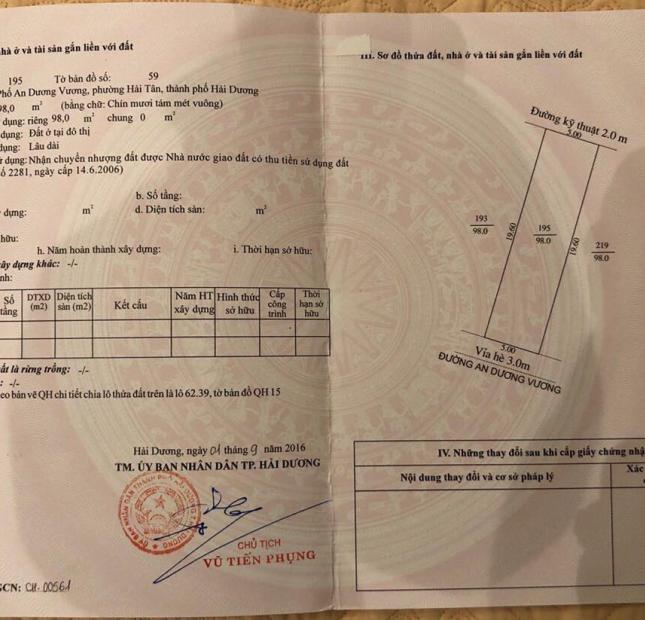 nhà ở và tài sản gắn liền với đất
195 Tờ bản đồ số: 59
phố An Dương Vương, phường Hải Tân, thành phố Hải Dương
98,0 m² (bằng chữ: Chín mươi tám mét vuông)
dụng: riêng 98,0 m² chung 0 m²
dụng: Đất ở tại đô thị
dụng: Lâu dài
dụng: Nhận chuyển nhượng đất được Nhà nước giao đất có thu tiền sử dụng đất
số 2281, ngày cấp 14.6.2006)
b. Số tầng:
dựng: m² d. Diện tích sàn: m²
hữu:
h. Năm hoàn thành xây dựng: i. Thời hạn sở hữu:
xây dựng khác: -/-
Số tầng DTXD (m2) Diện tích sàn (m2) Kết cấu Năm HT xây dựng Hình thức sở hữu Cấp công trình Thời hạn sở hữu
đất là rừng trồng: -/-
: -/-
eo bản vẽ QH chi tiết chia lô thửa đất trên là lô 62.39, tờ bản đồ QH 15
Hải Dương, ngày 01 tháng 9 năm 2016
TM. ỦY BAN NHÂN DÂN TP. HẢI DƯƠNG
CHỦ TỊCH
VŨ TIẾN PHỤNG
GCN: CH-00561
III. Sơ đồ thửa đất, nhà ở và tài sản gắn liền với đất
Đường kỹ thuật 2.0 m
5.00
193
98.0
19.60
195
98.0
19.60
219
98.0
5.00
Vỉa hè 3.0m
ĐƯỜNG AN DƯƠNG VƯƠNG
IV. Những thay đổi sau khi cấp giấy chứng nhậ
Nội dung thay đổi và cơ sở pháp lý
Xác